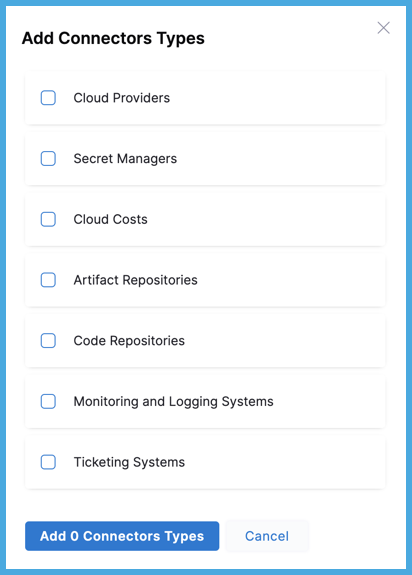 Add Connectors Types
Cloud Providers
Secret Managers
Cloud Costs
Artifact Repositories
Code Repositories
Monitoring and Logging Systems
Ticketing Systems
Add 0 Connectors Types
Cancel